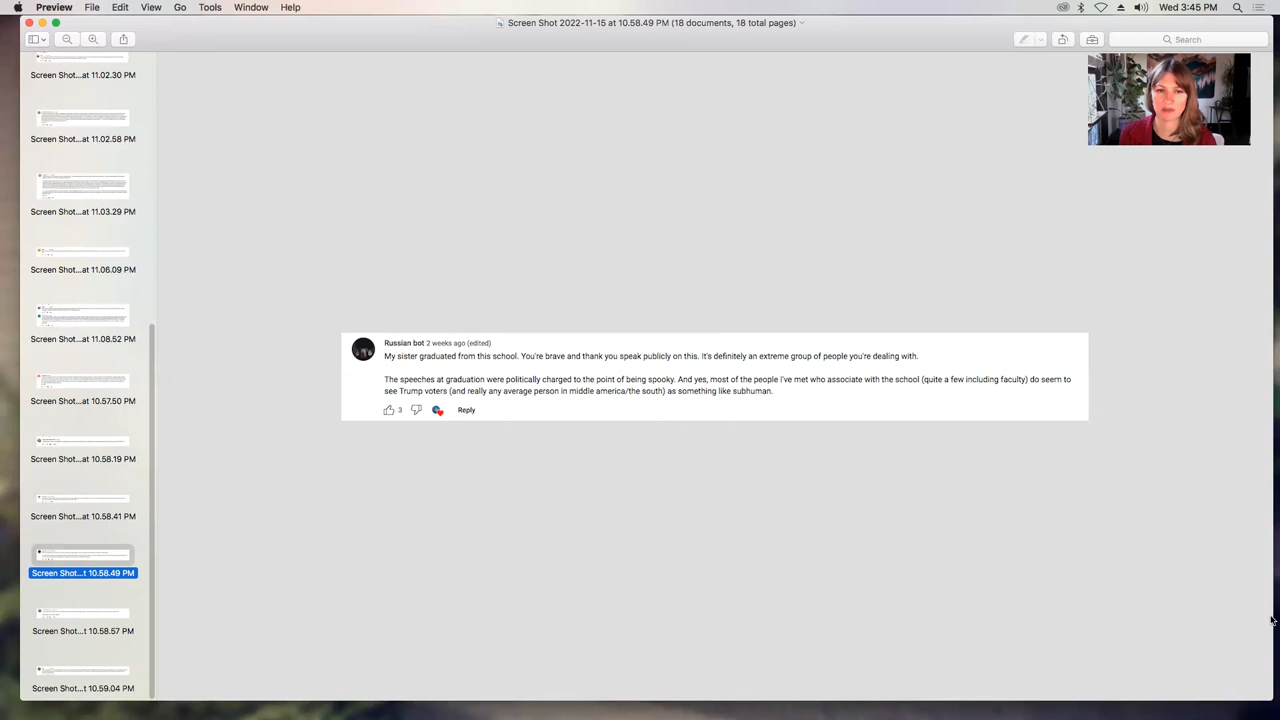 Preview File Edit View Go Tools Window Help
Wed 3:45 PM
Screen Shot 2022-11-15 at 10.58.49 PM (18 documents, 18 total pages)
Search
Screen Shot...at 11.02.30 PM
Screen Shot...at 11.02.58 PM
Screen Shot...at 11.03.29 PM
Screen Shot...at 11.06.09 PM
Screen Shot...at 11.08.52 PM
Screen Shot...at 10.57.50 PM
Screen Shot...at 10.58.19 PM
Screen Shot...at 10.58.41 PM
Screen Shot...t 10.58.49 PM
Screen Shot...t 10.58.57 PM
Screen Shot...t 10.59.04 PM
Russian bot 2 weeks ago (edited)
My sister graduated from this school. You're brave and thank you speak publicly on this. It's definitely an extreme group of people you're dealing with.
The speeches at graduation were politically charged to the point of being spooky. And yes, most of the people I've met who associate with the school (quite a few including faculty) do seem to
see Trump voters (and really any average person in middle america/the south) as something like subhuman.
3 Reply